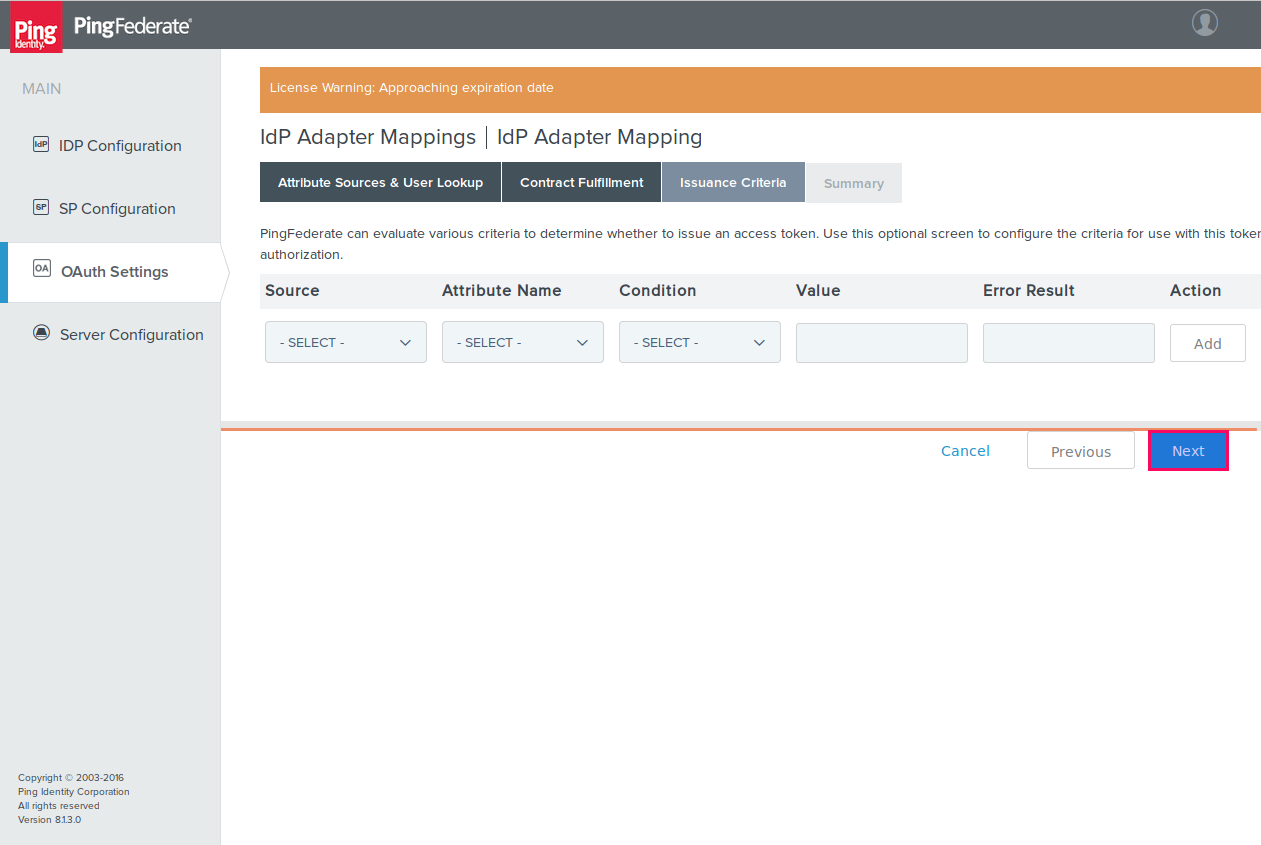 Ping
Identity.
PingFederate®
MAIN
IdP IDP Configuration
SP SP Configuration
OA OAuth Settings
Server Configuration
License Warning: Approaching expiration date
IdP Adapter Mappings | IdP Adapter Mapping
Attribute Sources & User Lookup Contract Fulfillment Issuance Criteria Summary
PingFederate can evaluate various criteria to determine whether to issue an access token. Use this optional screen to configure the criteria for use with this token
authorization.
Source Attribute Name Condition Value Error Result Action
- SELECT - - SELECT - - SELECT - Add
Cancel Previous Next
Copyright © 2003-2016
Ping Identity Corporation
All rights reserved
Version 8.1.3.0